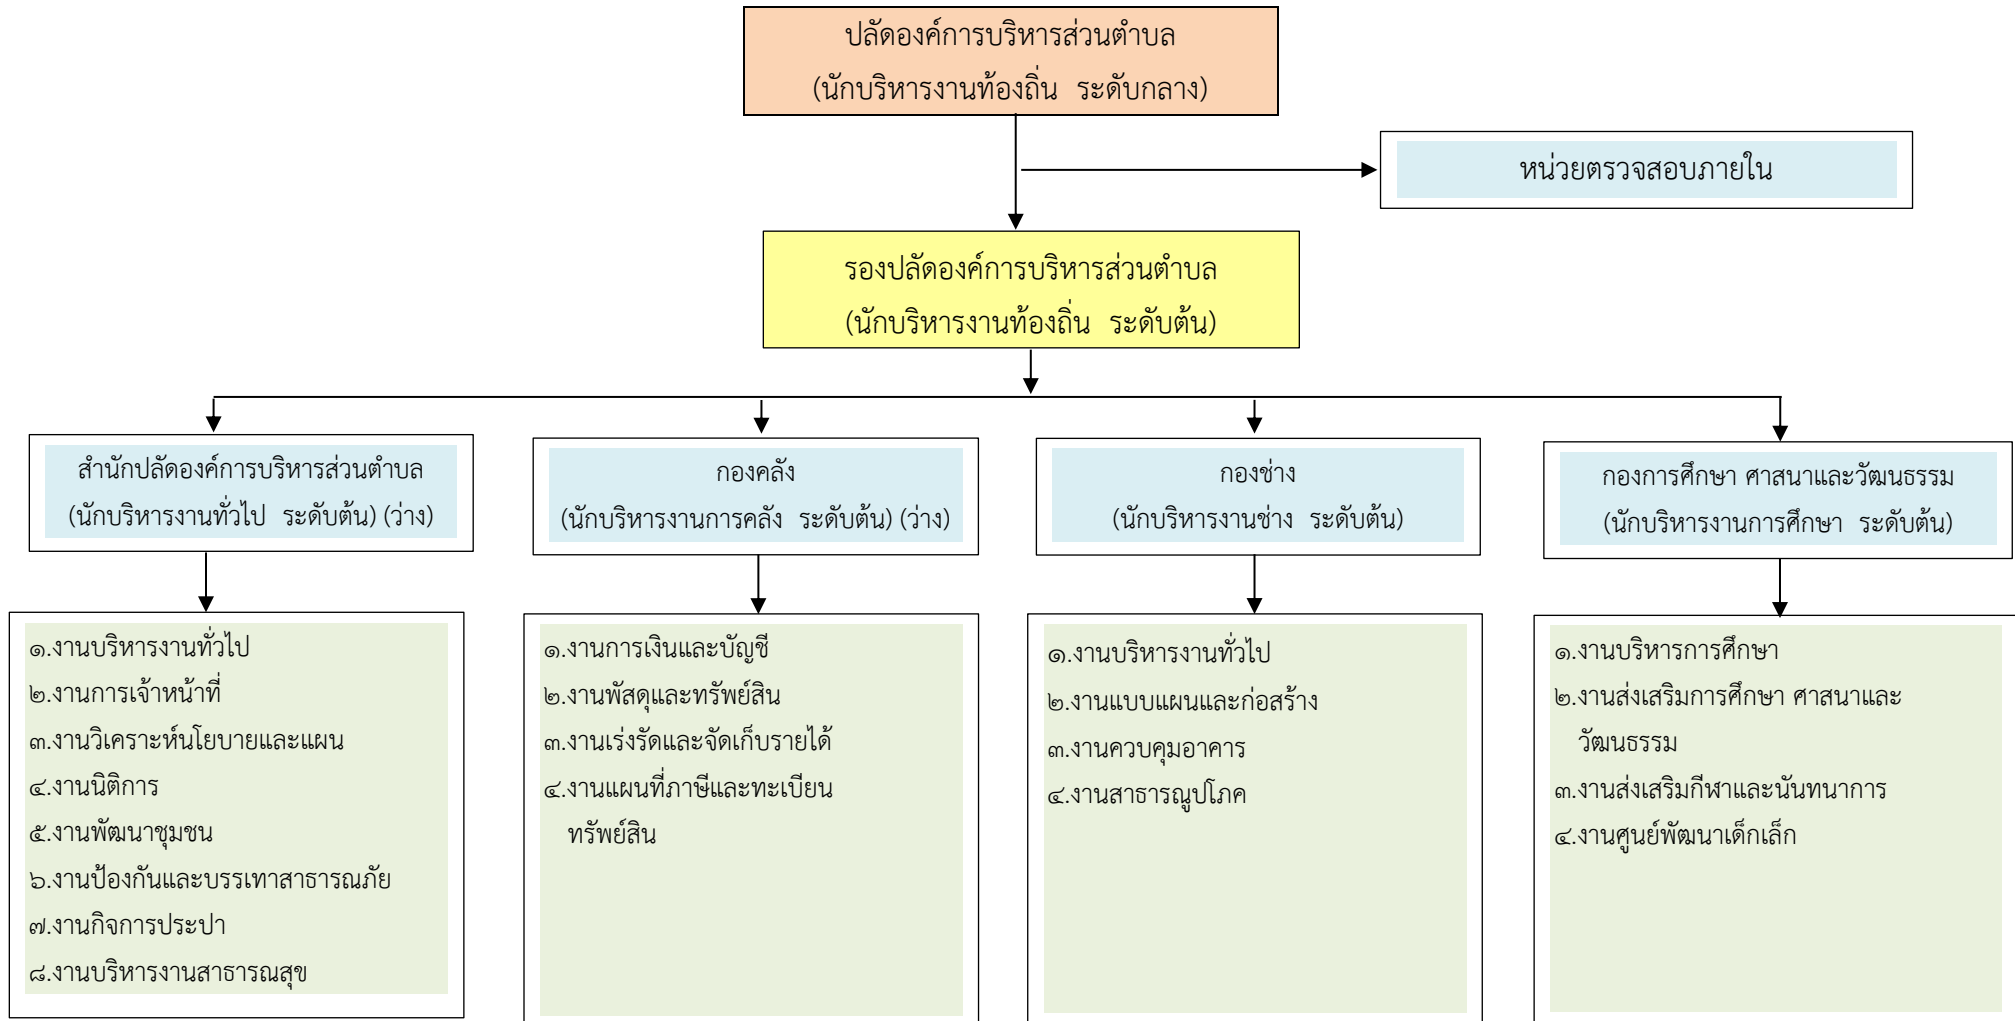 ปลัดองค์การบริหารส่วนตำบล
(นักบริหารงานท้องถิ่น ระดับกลาง)
หน่วยตรวจสอบภายใน
รองปลัดองค์การบริหารส่วนตำบล
(นักบริหารงานท้องถิ่น ระดับต้น)
สำนักปลัดองค์การบริหารส่วนตำบล
(นักบริหารงานทั่วไป ระดับต้น) (ว่าง)
กองคลัง
(นักบริหารงานการคลัง ระดับต้น) (ว่าง)
กองช่าง
(นักบริหารงานช่าง ระดับต้น)
กองการศึกษา ศาสนาและวัฒนธรรม
(นักบริหารงานการศึกษา ระดับต้น)
๑.งานบริหารงานทั่วไป
๒.งานการเจ้าหน้าที่
๓.งานวิเคราะห์นโยบายและแผน
๔.งานนิติการ
๕.งานพัฒนาชุมชน
๖.งานป้องกันและบรรเทาสาธารณภัย
๗.งานกิจการประปา
๘.งานบริหารงานสาธารณสุข
๑.งานการเงินและบัญชี
๒.งานพัสดุและทรัพย์สิน
๓.งานเร่งรัดและจัดเก็บรายได้
๔.งานแผนที่ภาษีและทะเบียน
ทรัพย์สิน
๑.งานบริหารงานทั่วไป
๒.งานแบบแผนและก่อสร้าง
๓.งานควบคุมอาคาร
๔.งานสาธารณูปโภค
๑.งานบริหารการศึกษา
๒.งานส่งเสริมการศึกษา ศาสนาและ
วัฒนธรรม
๓.งานส่งเสริมกีฬาและนันทนาการ
๔.งานศูนย์พัฒนาเด็กเล็ก